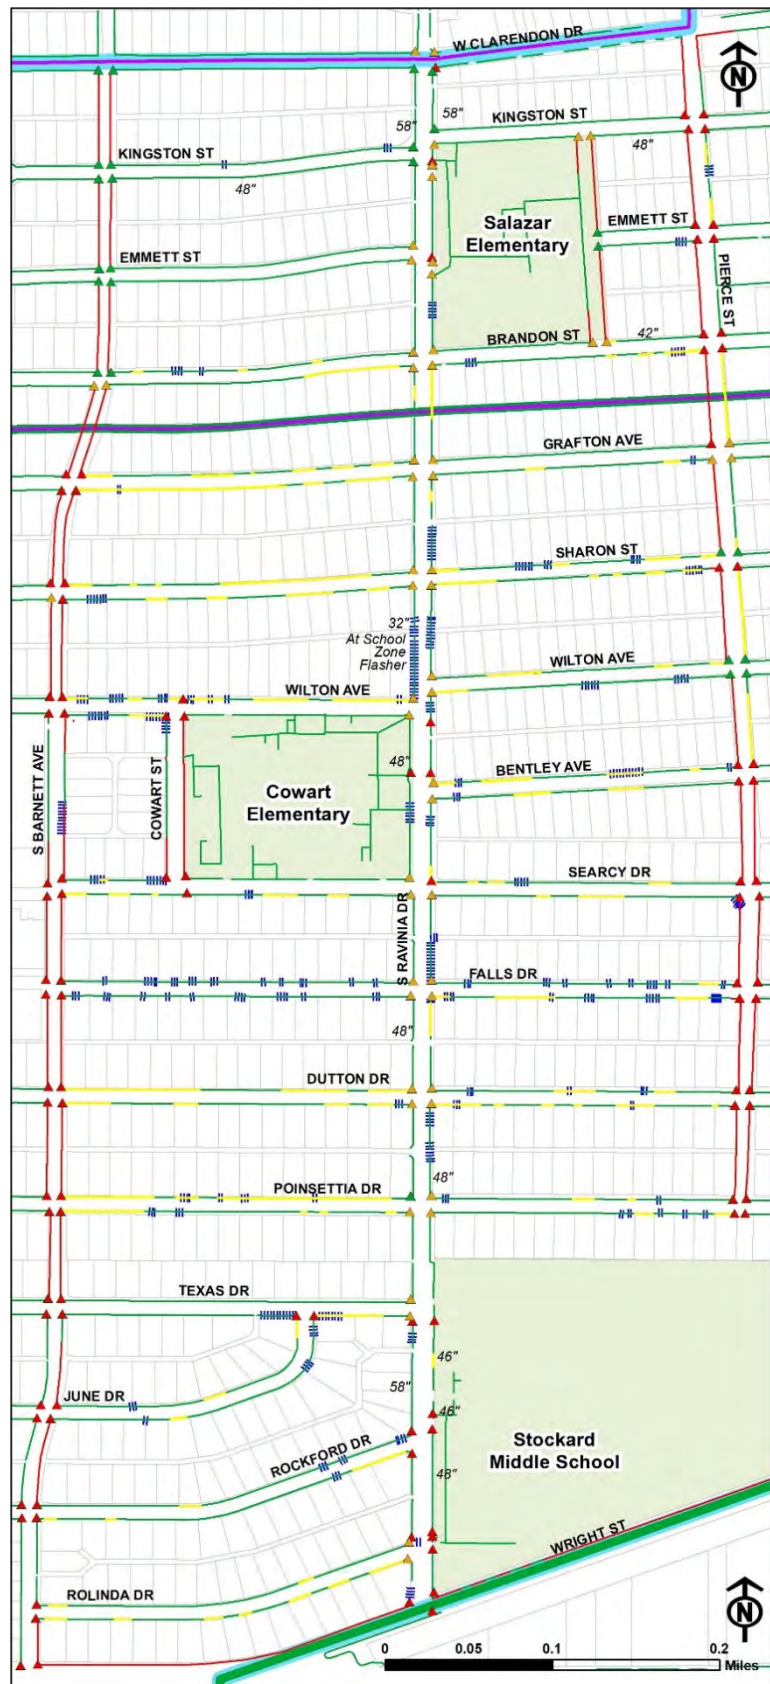 W CLARENDON DR
N
58"
58"
KINGSTON ST
KINGSTON ST
48"
48"
Salazar
Elementary
EMMETT ST
EMMETT ST
PIERCE ST
BRANDON ST
42"
GRAFTON AVE
SHARON ST
32"
At School
Zone
Flasher
WILTON AVE
WILTON AVE
S BARNETT AVE
COWART ST
48"
BENTLEY AVE
Cowart
Elementary
SEARCY DR
S RAVINIA DR
FALLS DR
48"
DUTTON DR
48"
POINSETTIA DR
TEXAS DR
46"
58"
JUNE DR
46"
ROCKFORD DR
Stockard
Middle School
48"
WRIGHT ST
ROLINDA DR
N
0 0.05 0.1 0.2
Miles